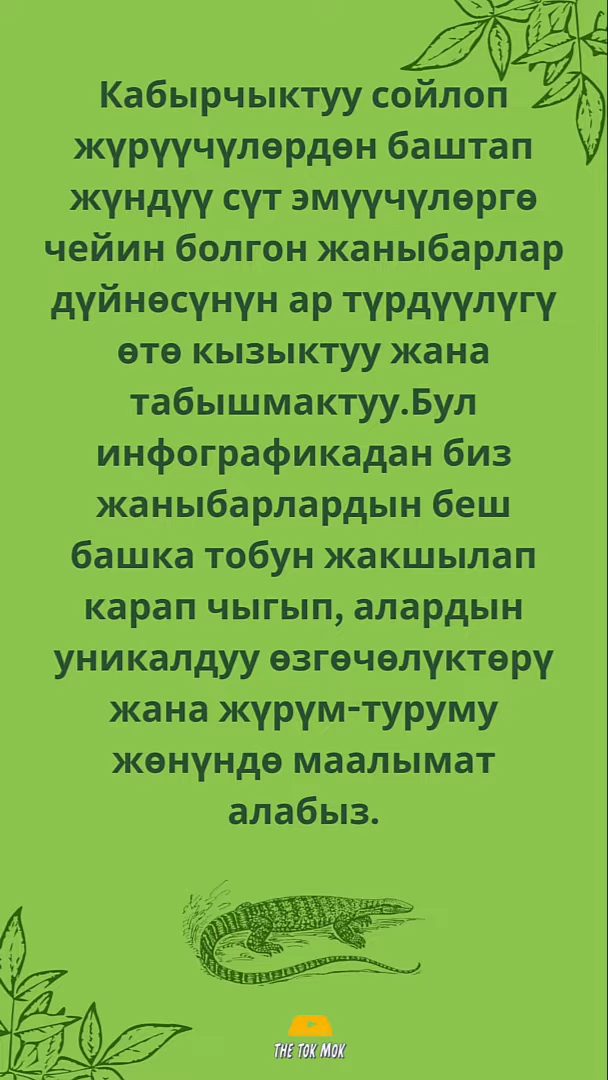 Кабырчыктуу сойлоп
жүрүүчүлөрдөн баштап
жүндүү сүт эмүүчүлөргө
чейин болгон жаныбарлар
дүйнөсүнүн ар түрдүүлүгү
өтө кызыктуу жана
табышмактуу.Бул
инфографикадан биз
жаныбарлардын беш
башка тобун жакшылап
карап чыгып, алардын
уникалдуу өзгөчөлүктөрү
жана жүрүм-туруму
жөнүндө маалымат
алабыз.
THE TOK MOK